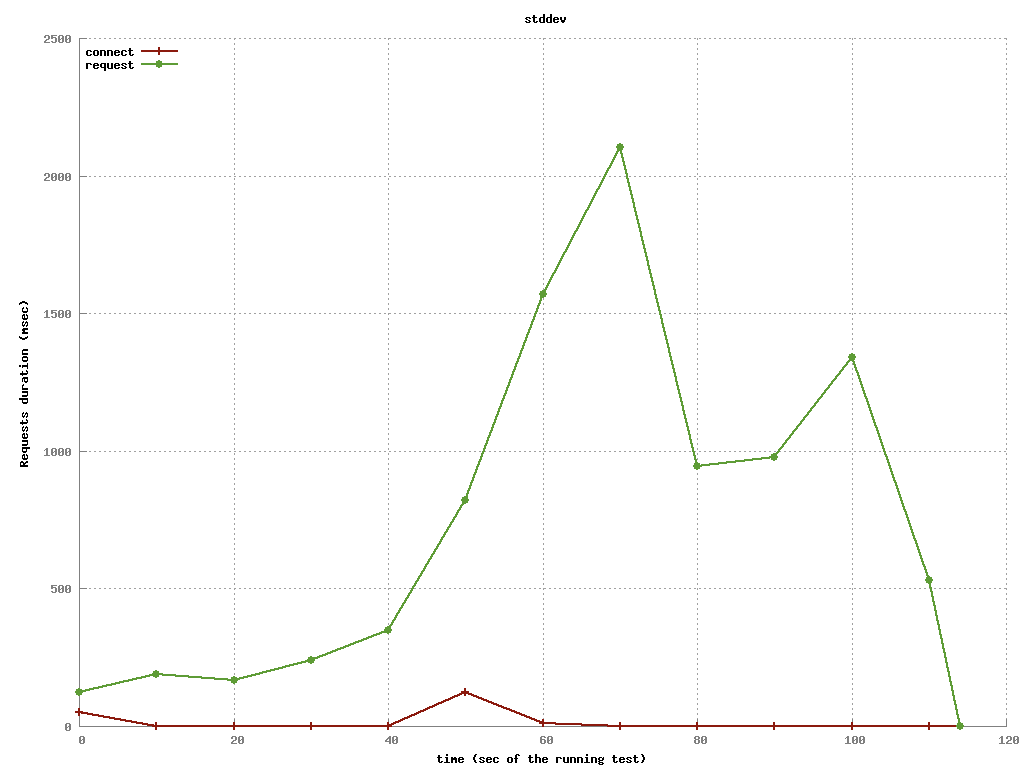 stddev
2500
connect
request
2000
1500
Requests duration (msec)
1000
500
0
0 20 40 60 80 100 120
time (sec of the running test)